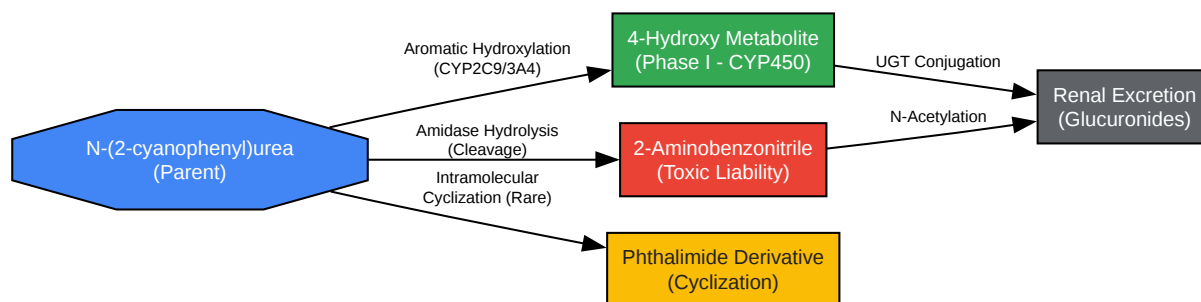 N-(2-cyanophenyl)urea
(Parent)
Aromatic Hydroxylation
(CYP2C9/3A4)
4-Hydroxy Metabolite
(Phase I - CYP450)
UGT Conjugation
Renal Excretion
(Glucuronides)
Amidase Hydrolysis
(Cleavage)
2-Aminobenzonitrile
(Toxic Liability)
N-Acetylation
Intramolecular
Cyclization (Rare)
Phthalimide Derivative
(Cyclization)